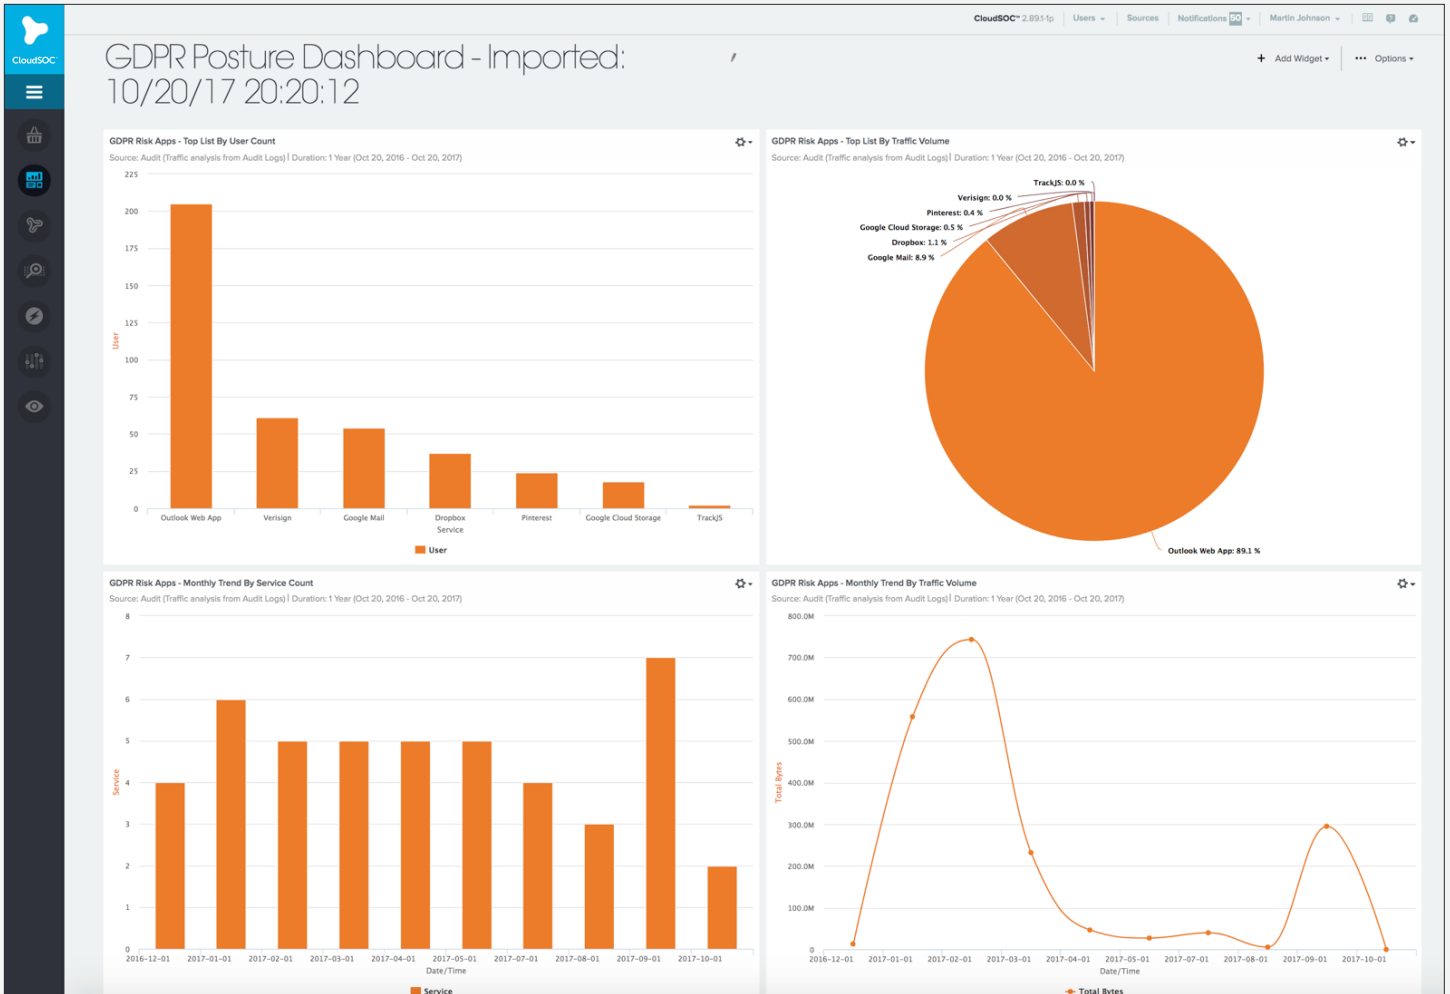 CloudSOC™ 2.89.1-1p Users Sources Notifications 50 Martin Johnson
CloudSOC
GDPR Posture Dashboard - Imported:
10/20/17 20:20:12
+ Add Widget ••• Options
GDPR Risk Apps - Top List By User Count
Source: Audit (Traffic analysis from Audit Logs) | Duration: 1 Year (Oct 20, 2016 - Oct 20, 2017)
225
200
175
150
125
100
75
50
25
0
User
Outlook Web App Verisign Google Mail Dropbox Pinterest Google Cloud Storage TrackJS
Service
User
GDPR Risk Apps - Top List By Traffic Volume
Source: Audit (Traffic analysis from Audit Logs) | Duration: 1 Year (Oct 20, 2016 - Oct 20, 2017)
TrackJS: 0.0 %
Verisign: 0.0 %
Pinterest: 0.4 %
Google Cloud Storage: 0.5 %
Dropbox: 1.1 %
Google Mail: 8.9 %
Outlook Web App: 89.1 %
GDPR Risk Apps - Monthly Trend By Service Count
Source: Audit (Traffic analysis from Audit Logs) | Duration: 1 Year (Oct 20, 2016 - Oct 20, 2017)
8
7
6
5
4
3
2
1
0
Service
2016-12-01 2017-01-01 2017-02-01 2017-03-01 2017-04-01 2017-05-01 2017-07-01 2017-08-01 2017-09-01 2017-10-01
Date/Time
Service
GDPR Risk Apps - Monthly Trend By Traffic Volume
Source: Audit (Traffic analysis from Audit Logs) | Duration: 1 Year (Oct 20, 2016 - Oct 20, 2017)
800.0M
700.0M
600.0M
500.0M
400.0M
300.0M
200.0M
100.0M
0
Total Bytes
2016-12-01 2017-01-01 2017-02-01 2017-03-01 2017-04-01 2017-05-01 2017-07-01 2017-08-01 2017-09-01 2017-10-01
Date/Time
Total Bytes